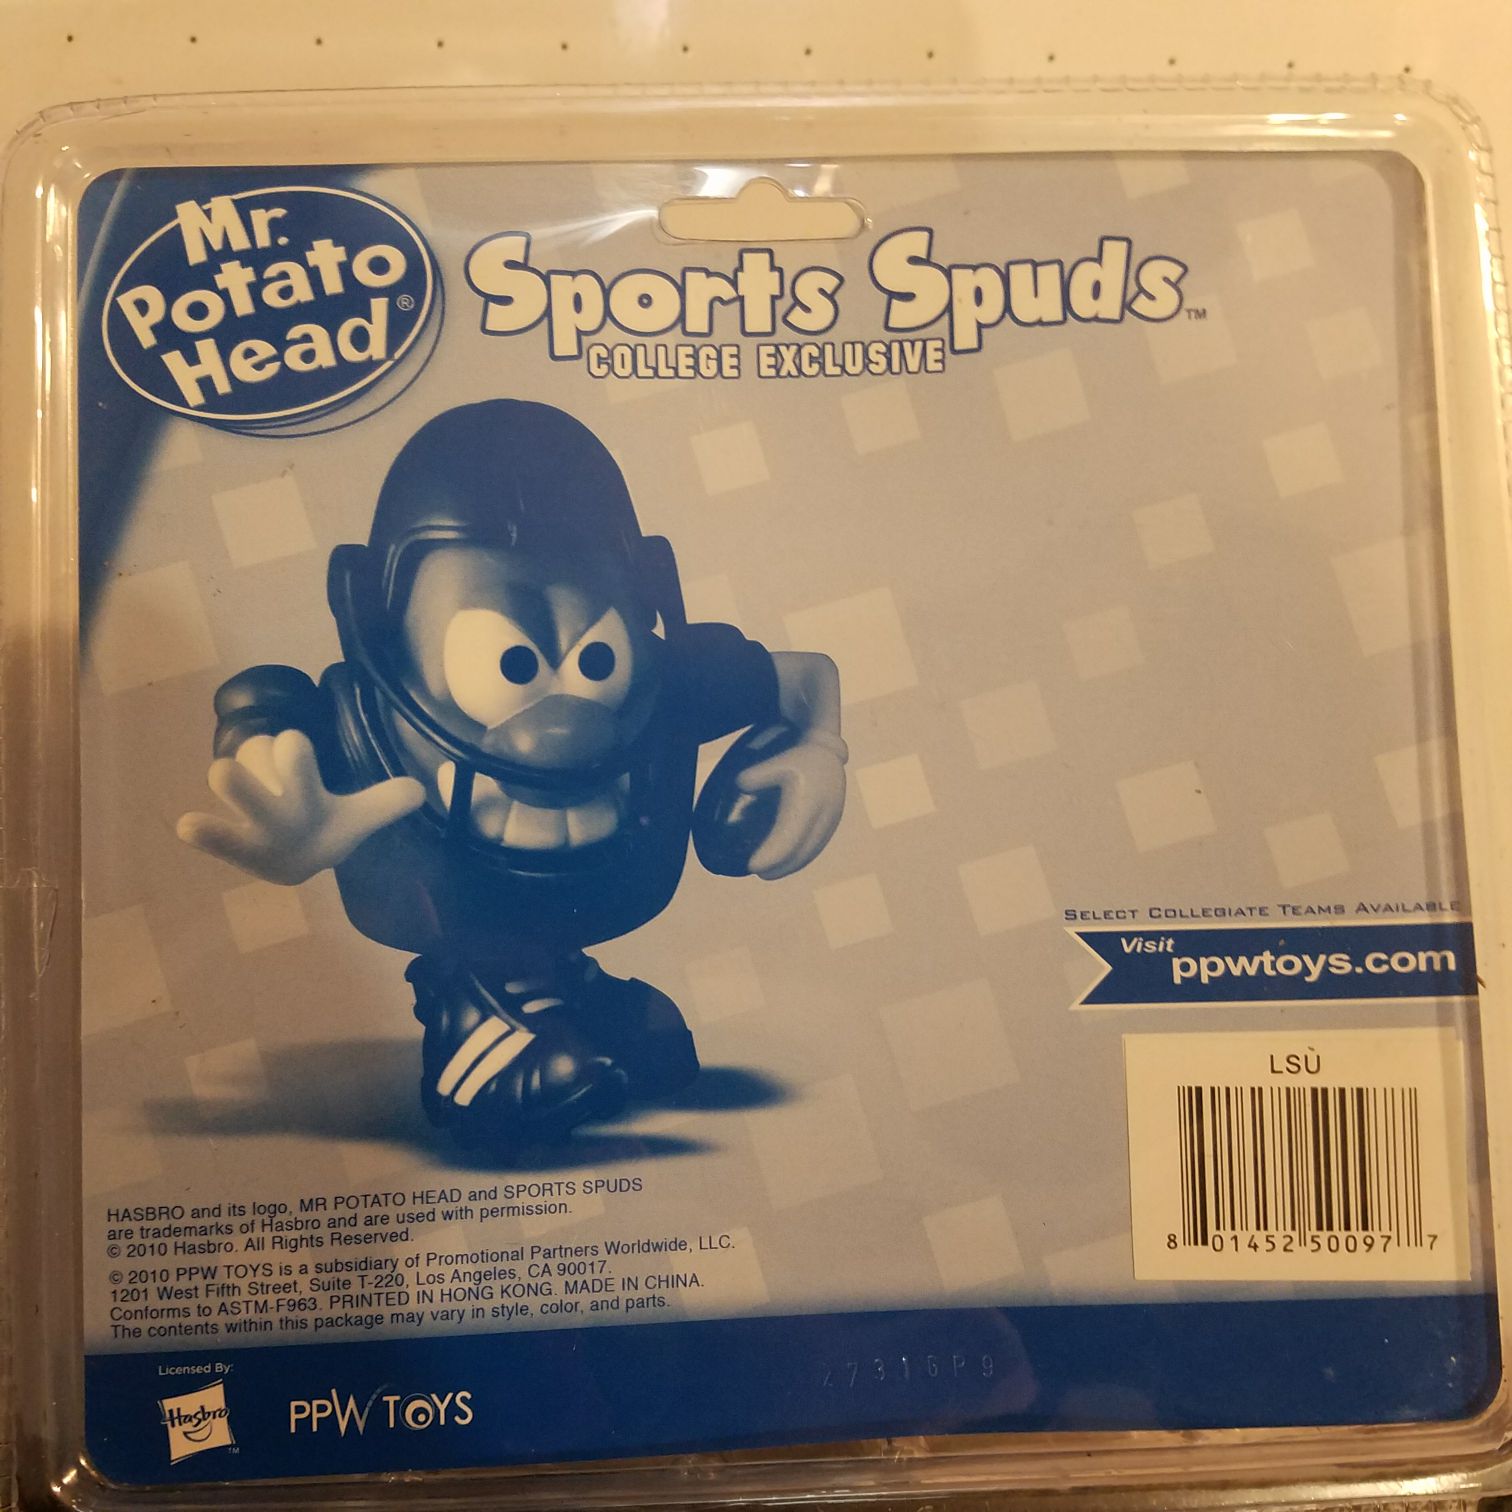 Mr.
Potato
Head®
Sports Spuds™
COLLEGE EXCLUSIVE
SELECT COLLEGIATE TEAMS AVAILABLE
Visit
ppwtoys.com
LSÙ
8 01452 50097 7
HASBRO and its logo, MR POTATO HEAD and SPORTS SPUDS
are trademarks of Hasbro and are used with permission.
© 2010 Hasbro. All Rights Reserved.
© 2010 PPW TOYS is a subsidiary of Promotional Partners Worldwide, LLC.
1201 West Fifth Street, Suite T-220, Los Angeles, CA 90017.
Conforms to ASTM-F963. PRINTED IN HONG KONG. MADE IN CHINA.
The contents within this package may vary in style, color, and parts.
Licensed By:
Hasbro
TM
PPW TOYS